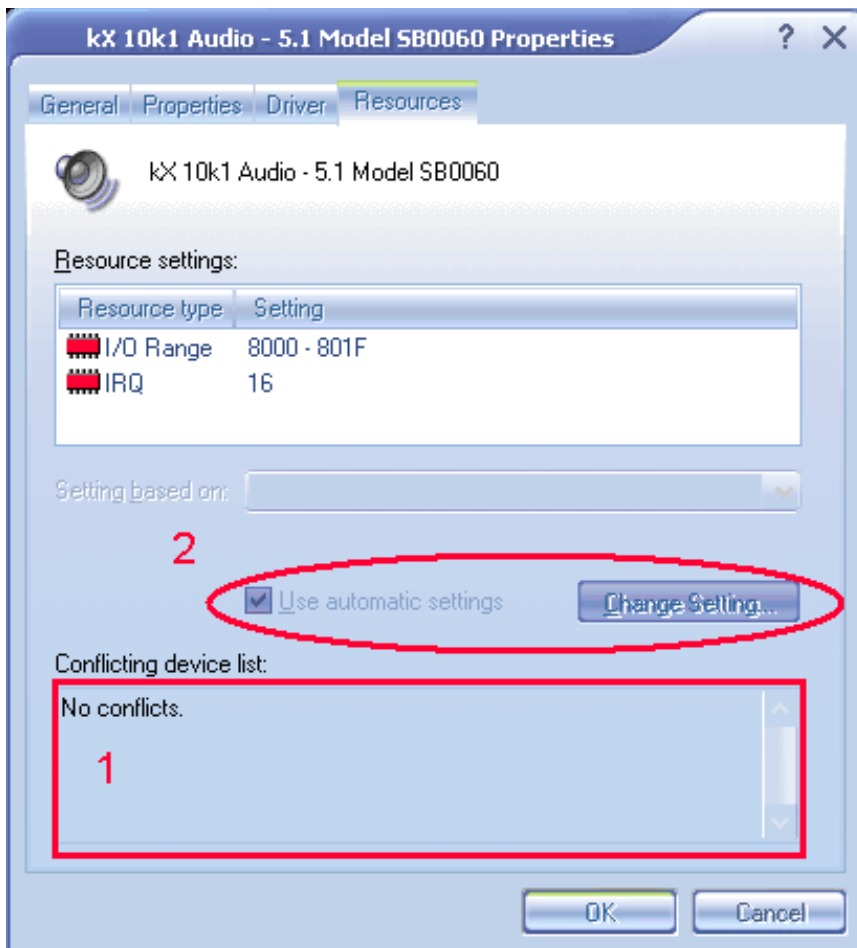 kX 10k1 Audio - 5.1 Model SB0060 Properties
General Properties Driver Resources
kX 10k1 Audio - 5.1 Model SB0060
Resource settings:
Resource type Setting
I/O Range 8000 - 801F
IRQ 16
Setting based on:
2
Use automatic settings Change Setting...
Conflicting device list:
No conflicts.
1
OK Cancel